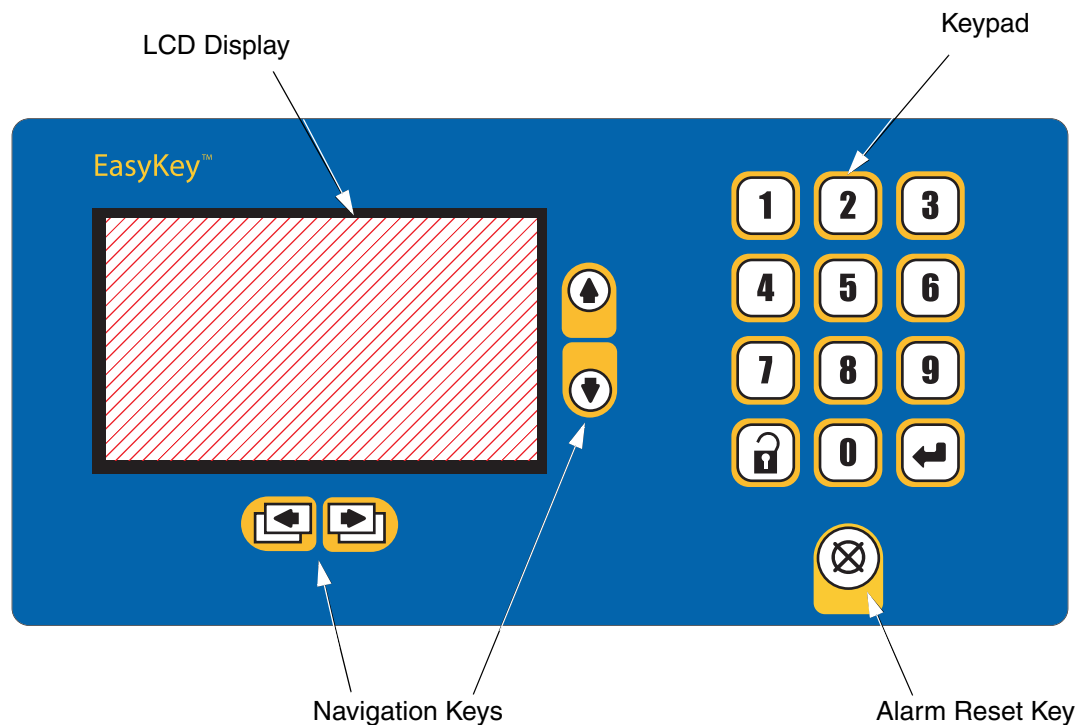 Keypad
LCD Display
EasyKey™
1 2 3
4 5 6
7 8 9
0
Navigation Keys
Alarm Reset Key